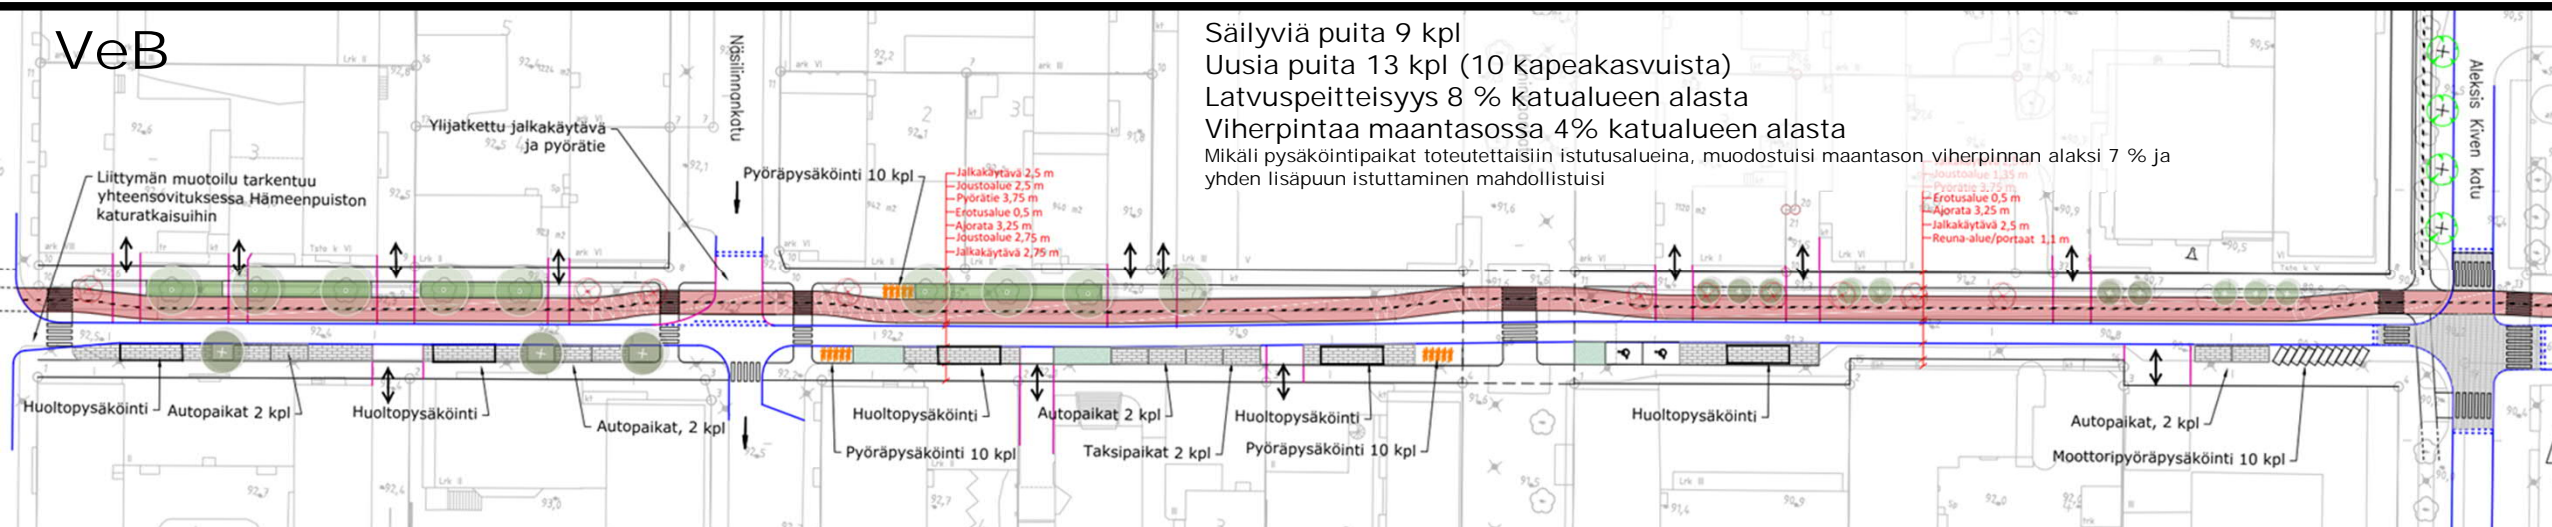 VeB
Säilyviä puita 9 kpl
Uusia puita 13 kpl (10 kapeakasvuista)
Latvuspeitteisyys 8 % katualueen alasta
Viherpintaa maantasossa 4% katualueen alasta
Mikäli pysäköintipaikat toteutettaisiin istutusalueina, muodostuisi maantason viherpinnan alaksi 7 % ja
yhden lisäpuun istuttaminen mahdollistuisi
Näsilinnankatu
Aleksis Kiven katu
Ylijatkettu jalkakäytävä
ja pyörätie
Liittymän muotoilu tarkentuu
yhteensovituksessa Hämeenpuiston
katuratkaisuihin
Pyöräpysäköinti 10 kpl
Jalkakäytävä 2,5 m
Joustoalue 2,5 m
Pyörätie 3,75 m
Erotusalue 0,5 m
Ajorata 3,25 m
Joustoalue 2,75 m
Jalkakäytävä 2,75 m
Joustoalue 1,35 m
Pyörätie 3,75 m
Erotusalue 0,5 m
Ajorata 3,25 m
Jalkakäytävä 2,5 m
Reuna-alue/portaat 1,1 m
Huoltopysäköinti
Autopaikat 2 kpl
Huoltopysäköinti
Autopaikat, 2 kpl
Huoltopysäköinti
Pyöräpysäköinti 10 kpl
Autopaikat 2 kpl
Taksipaikat 2 kpl
Huoltopysäköinti
Pyöräpysäköinti 10 kpl
Huoltopysäköinti
Autopaikat, 2 kpl
Moottoripyöräpysäköinti 10 kpl